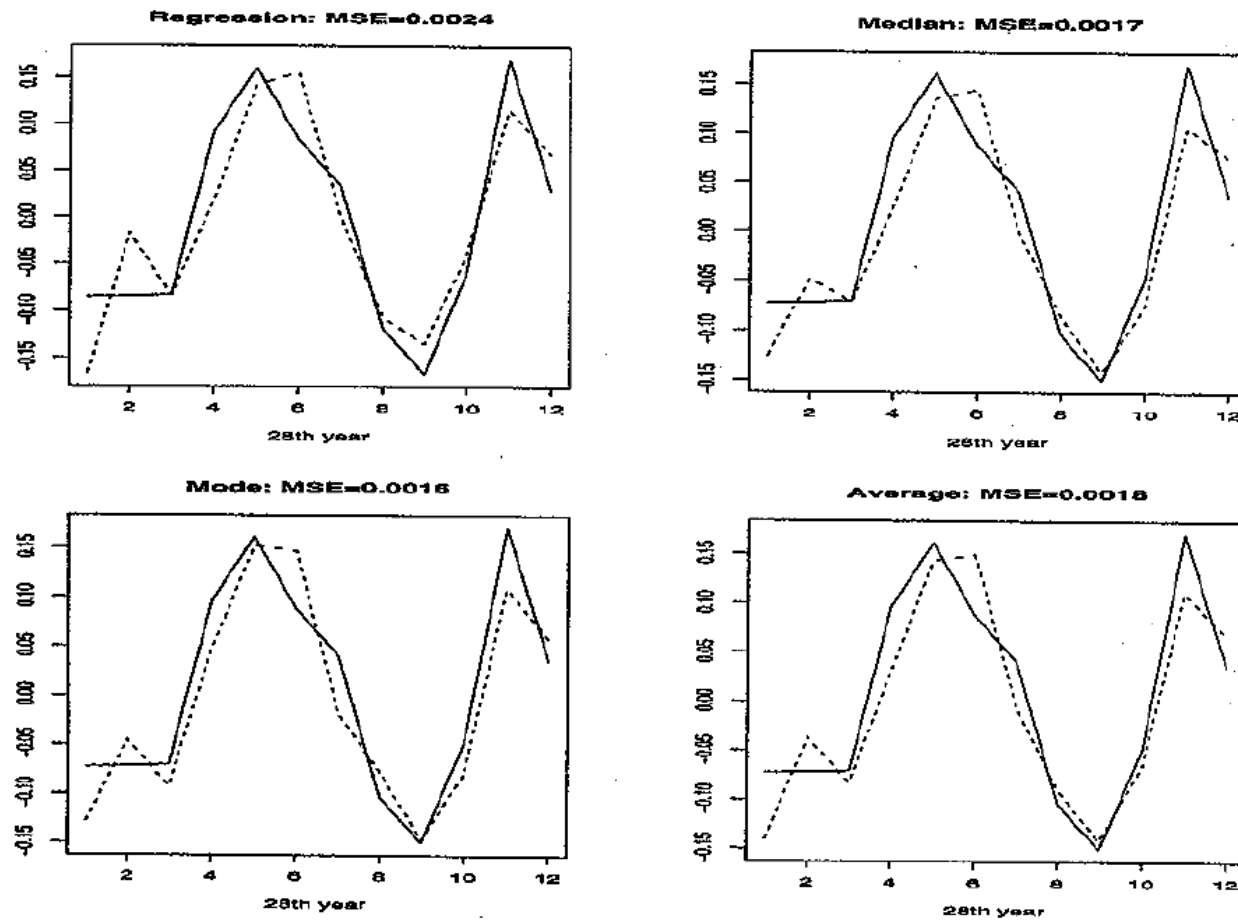 Regression: MSE=0.0024
0.15
0.10
0.05
0.00
-0.05
-0.10
-0.15
2 4 6 8 10 12
28th year
Median: MSE=0.0017
0.15
0.10
0.05
0.00
-0.05
-0.10
-0.15
2 4 6 8 10 12
28th year
Mode: MSE=0.0016
0.15
0.10
0.05
0.00
-0.05
-0.10
-0.15
2 4 6 8 10 12
28th year
Average: MSE=0.0018
0.15
0.10
0.05
0.00
-0.05
-0.10
-0.15
2 4 6 8 10 12
28th year